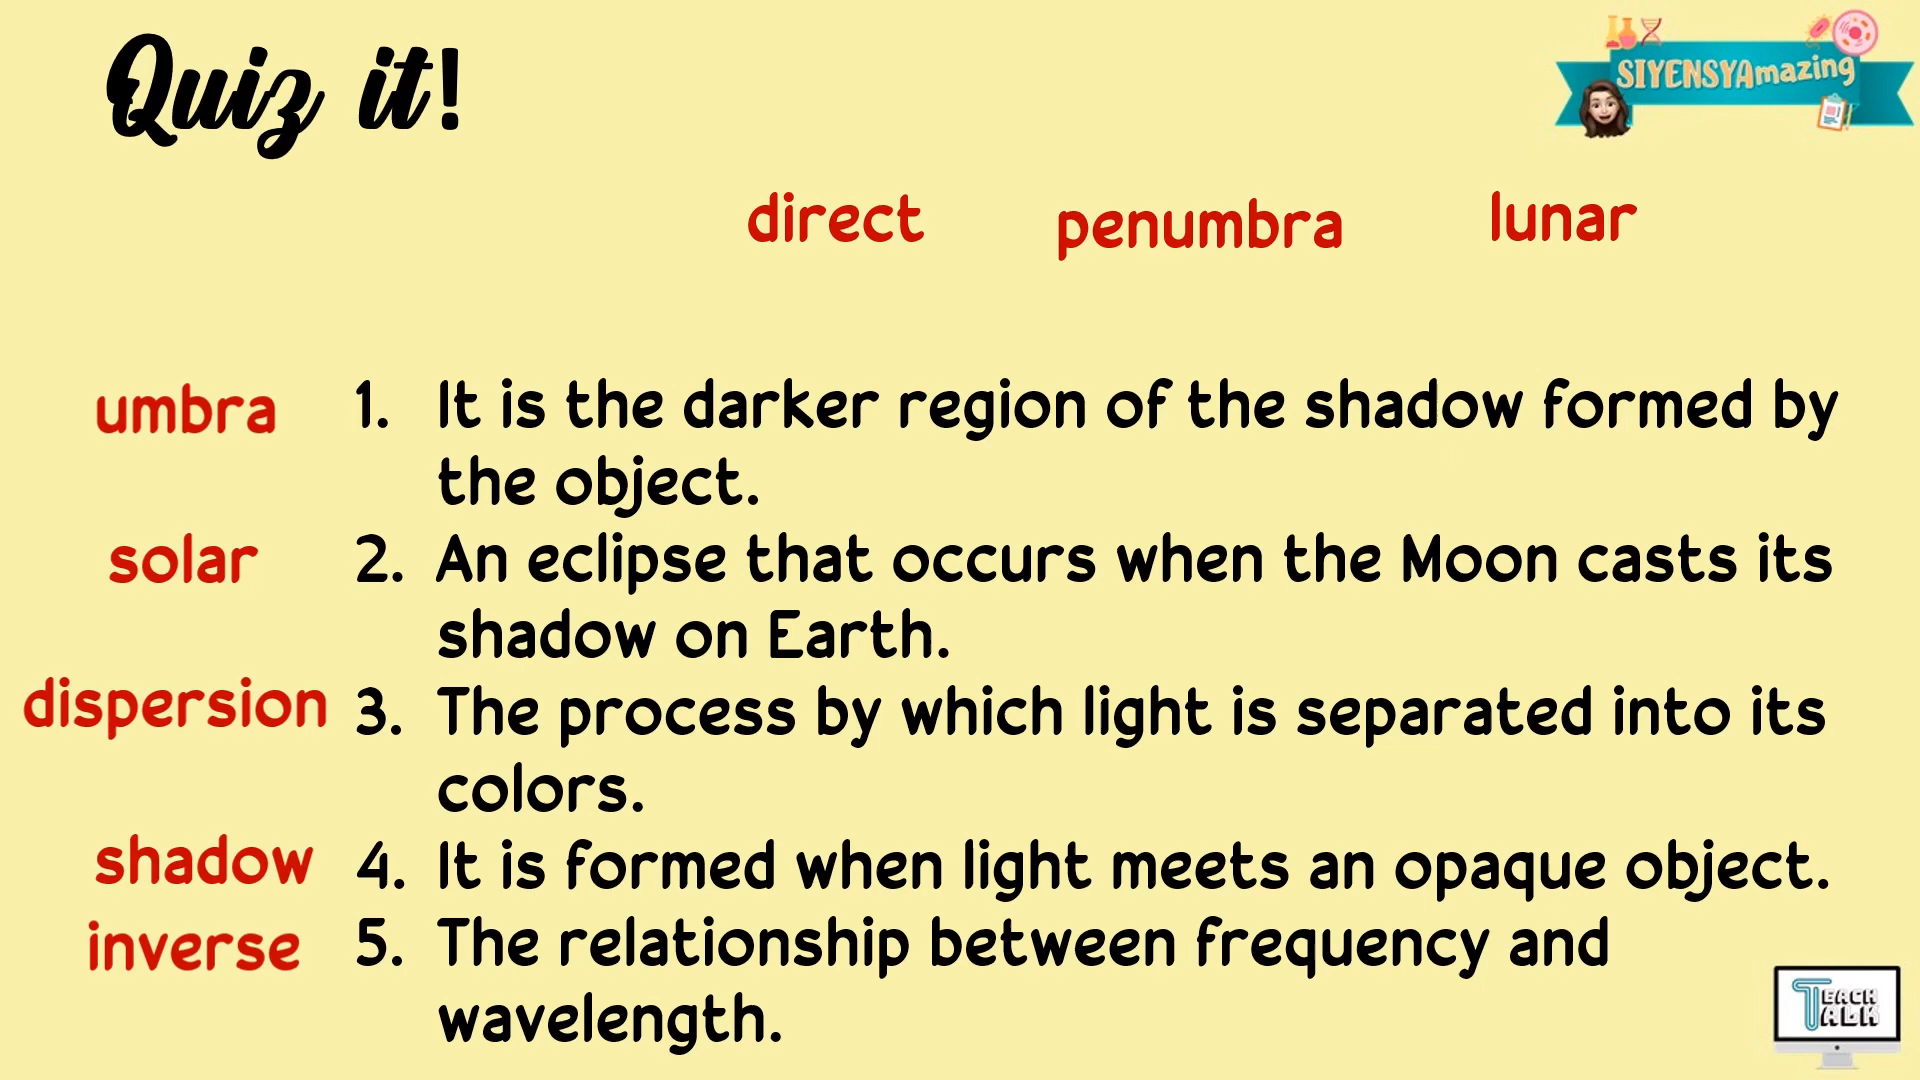 Quiz it!
SIYENSYAmazing
direct penumbra lunar
umbra 1. It is the darker region of the shadow formed by
the object.
solar 2. An eclipse that occurs when the Moon casts its
shadow on Earth.
dispersion 3. The process by which light is separated into its
colors.
shadow 4. It is formed when light meets an opaque object.
inverse 5. The relationship between frequency and
wavelength.
TEACH
TALK